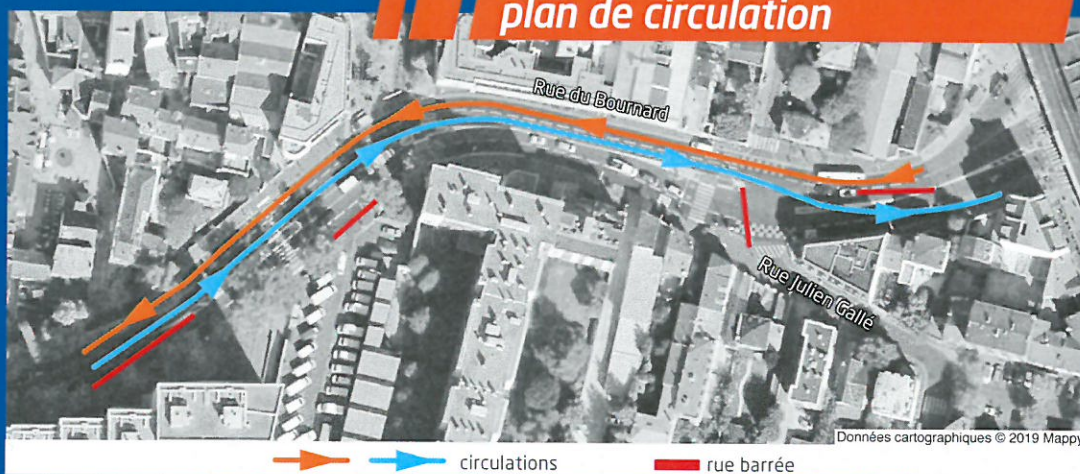 plan de circulation
Rue du Bournard
Rue Julien Gallé
Données cartographiques © 2019 Mappy
circulations
rue barrée